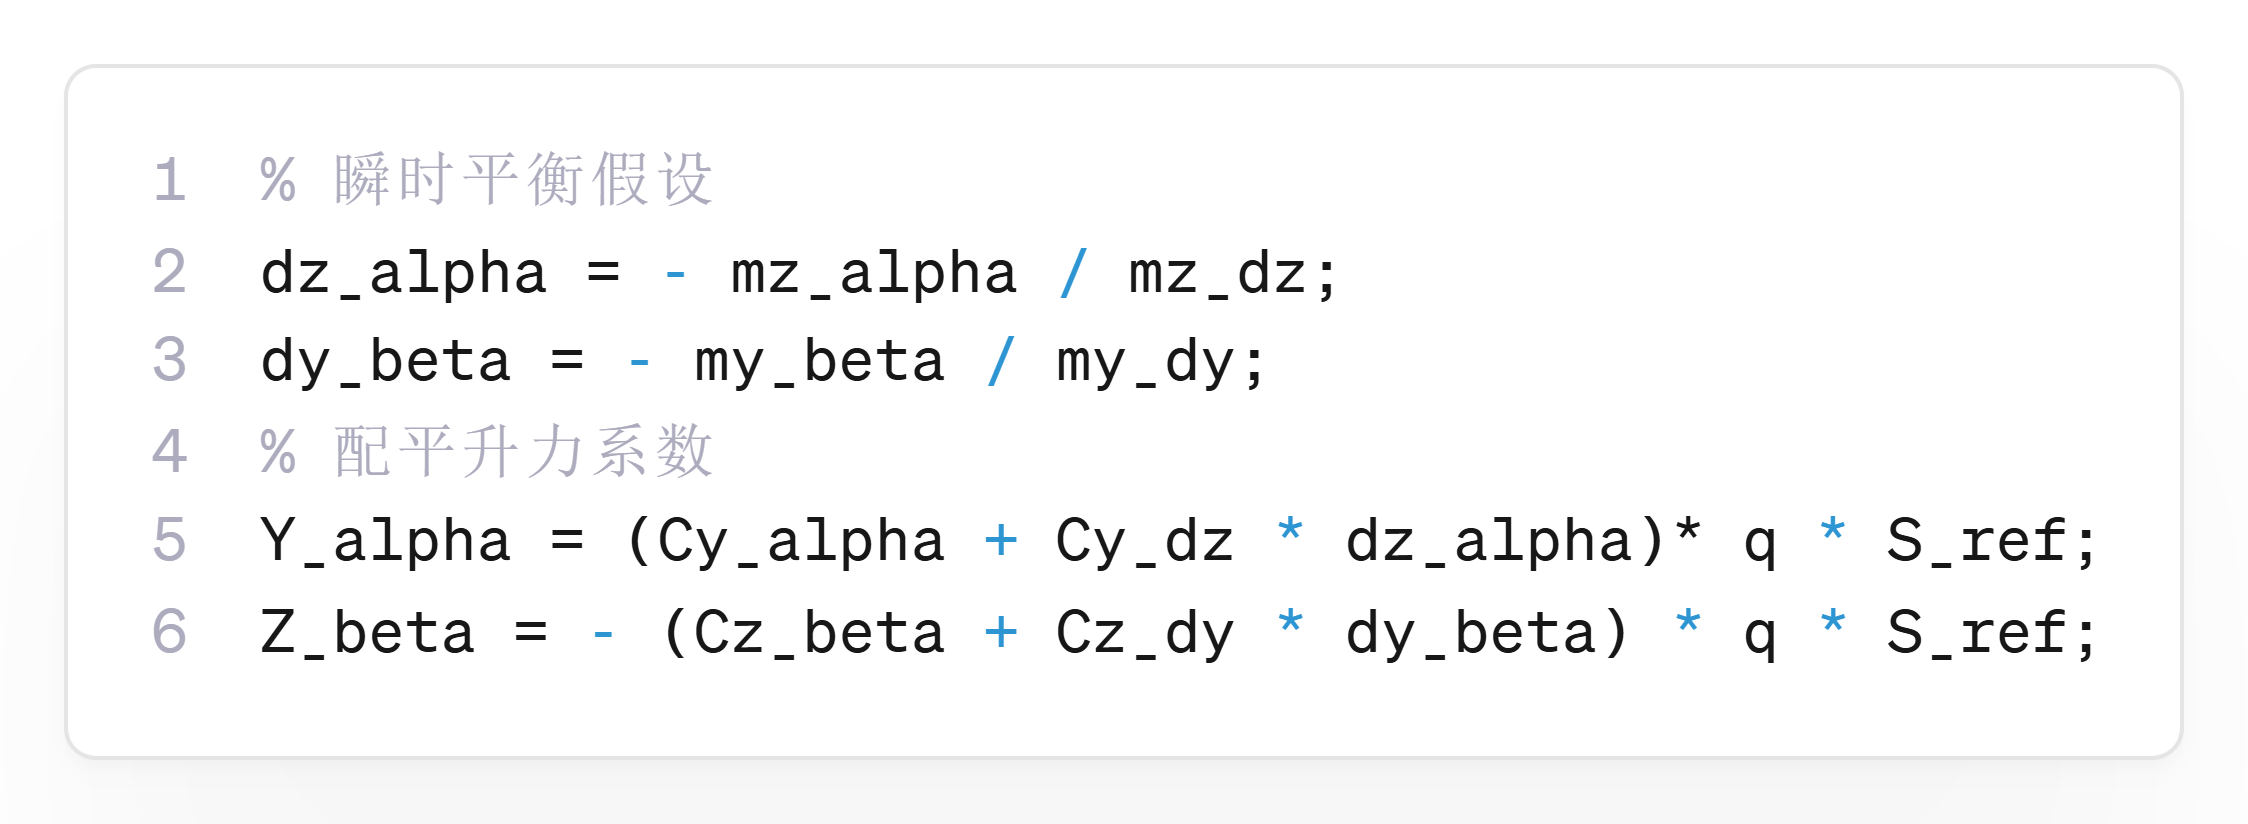 1 % 瞬时平衡假设
2 dz_alpha = - mz_alpha / mz_dz;
3 dy_beta = - my_beta / my_dy;
4 % 配平升力系数
5 Y_alpha = (Cy_alpha + Cy_dz * dz_alpha)* q * S_ref;
6 Z_beta = - (Cz_beta + Cz_dy * dy_beta) * q * S_ref;